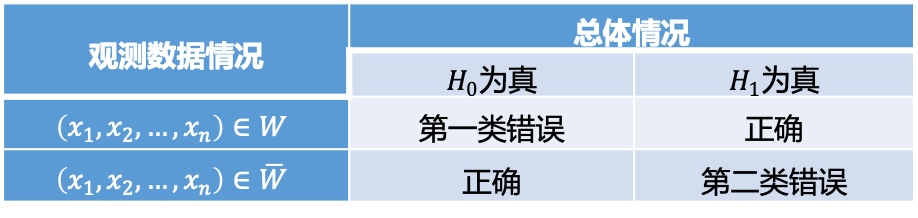 观测数据情况 总体情况
H₀为真 H₁为真
(x₁, x₂, …, xₙ) ∈ W 第一类错误 正确
(x₁, x₂, …, xₙ) ∈ W̅ 正确 第二类错误